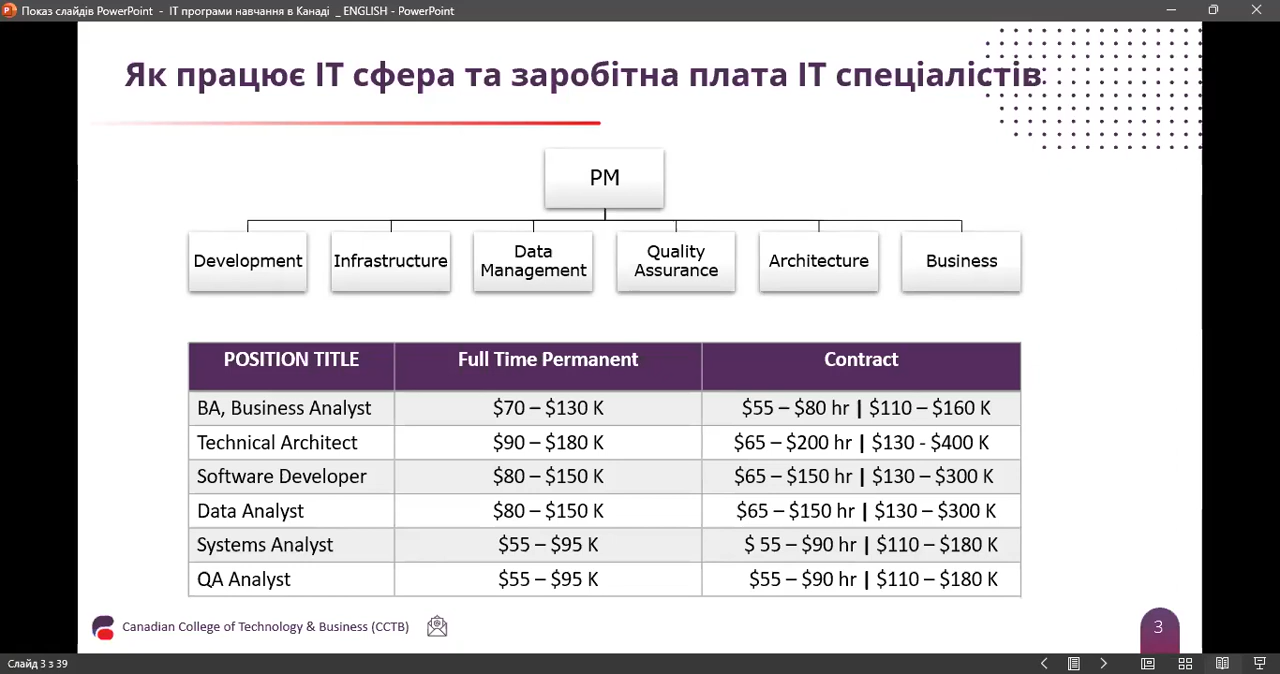 Показ слайдів PowerPoint - ІТ програми навчання в Канаді _ ENGLISH - PowerPoint
Як працює ІТ сфера та заробітна плата ІТ спеціалістів
PM
Development Infrastructure Data Management Quality Assurance Architecture Business
POSITION TITLE Full Time Permanent Contract
BA, Business Analyst $70 – $130 K $55 – $80 hr | $110 – $160 K
Technical Architect $90 – $180 K $65 – $200 hr | $130 - $400 K
Software Developer $80 – $150 K $65 – $150 hr | $130 – $300 K
Data Analyst $80 – $150 K $65 – $150 hr | $130 – $300 K
Systems Analyst $55 – $95 K $ 55 – $90 hr | $110 – $180 K
QA Analyst $55 – $95 K $55 – $90 hr | $110 – $180 K
Canadian College of Technology & Business (CCTB)
3
Слайд 3 з 39